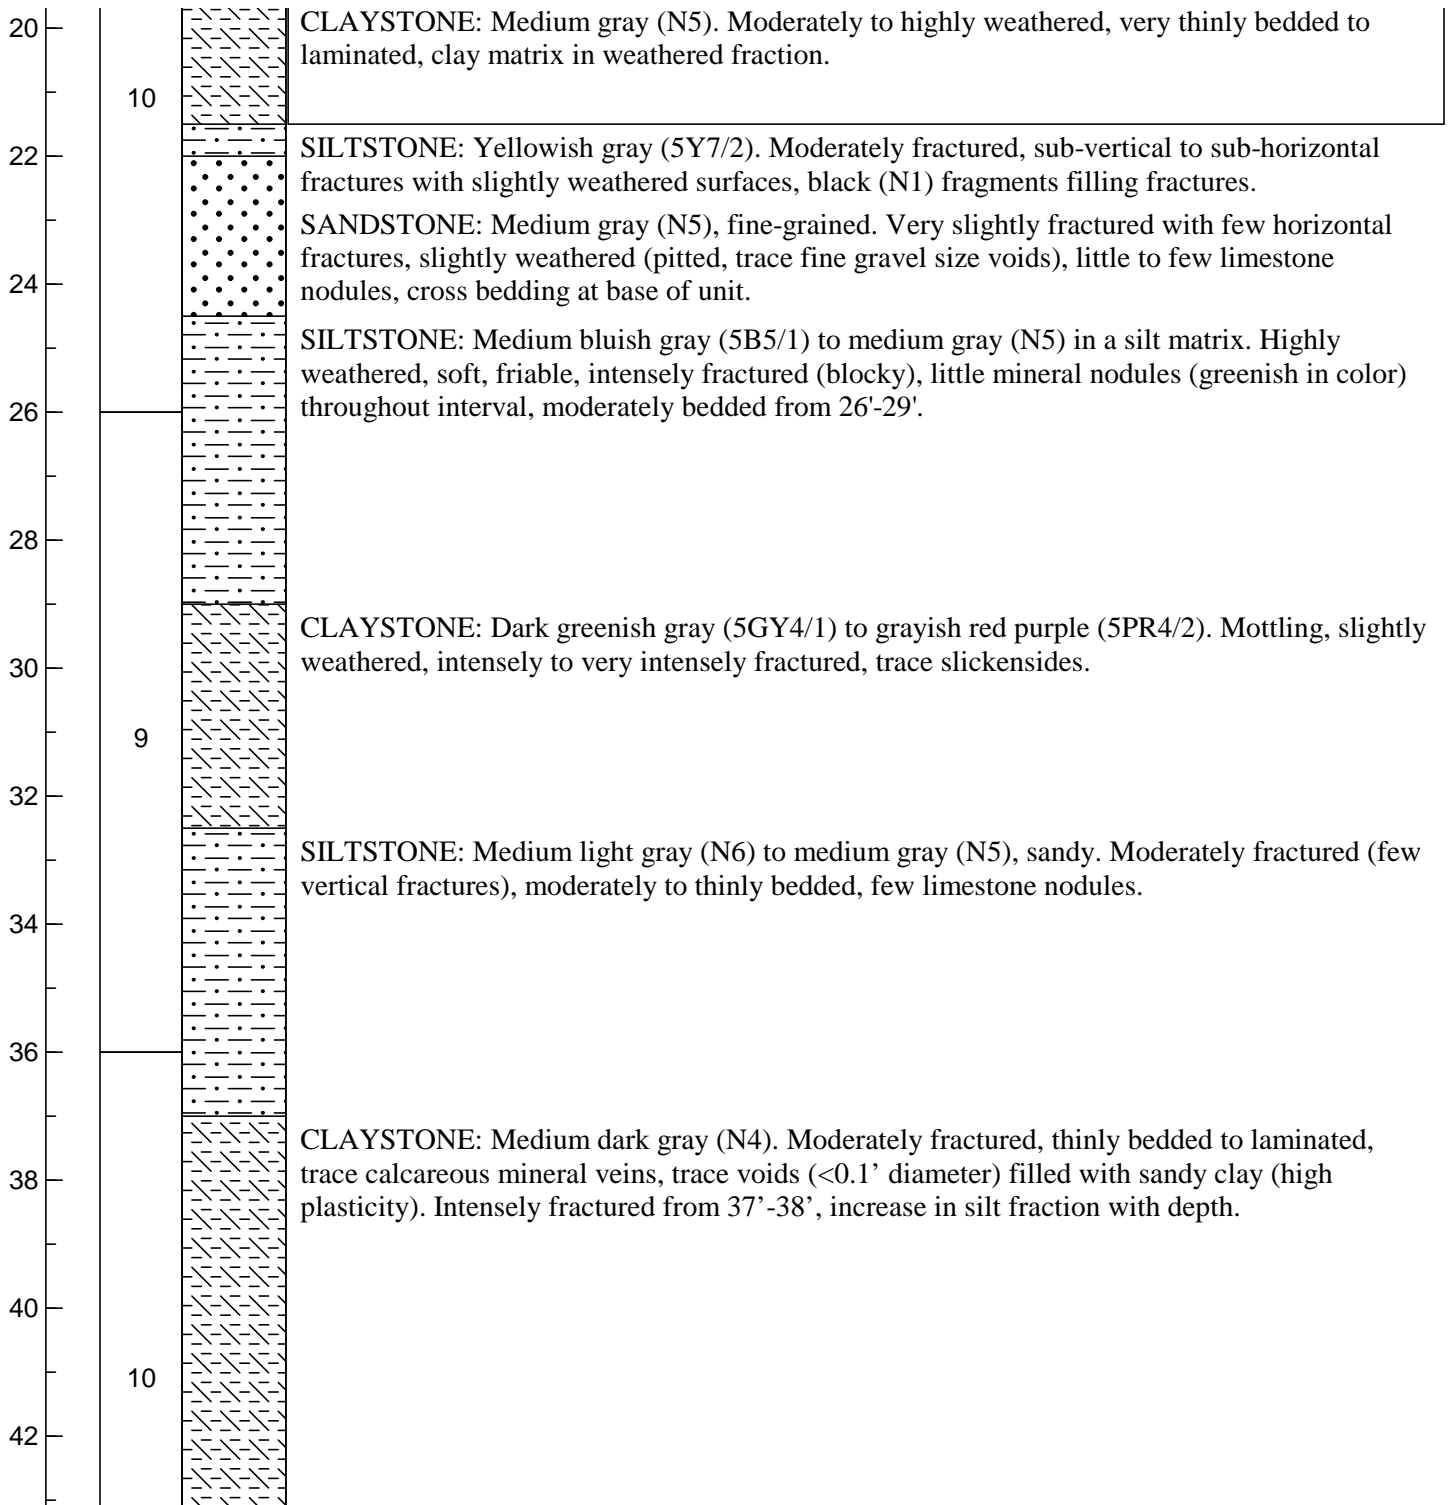 20
CLAYSTONE: Medium gray (N5). Moderately to highly weathered, very thinly bedded to
laminated, clay matrix in weathered fraction.
10
22
SILTSTONE: Yellowish gray (5Y7/2). Moderately fractured, sub-vertical to sub-horizontal
fractures with slightly weathered surfaces, black (N1) fragments filling fractures.
SANDSTONE: Medium gray (N5), fine-grained. Very slightly fractured with few horizontal
fractures, slightly weathered (pitted, trace fine gravel size voids), little to few limestone
nodules, cross bedding at base of unit.
24
SILTSTONE: Medium bluish gray (5B5/1) to medium gray (N5) in a silt matrix. Highly
weathered, soft, friable, intensely fractured (blocky), little mineral nodules (greenish in color)
throughout interval, moderately bedded from 26'-29'.
26
28
CLAYSTONE: Dark greenish gray (5GY4/1) to grayish red purple (5PR4/2). Mottling, slightly
weathered, intensely to very intensely fractured, trace slickensides.
30
9
32
SILTSTONE: Medium light gray (N6) to medium gray (N5), sandy. Moderately fractured (few
vertical fractures), moderately to thinly bedded, few limestone nodules.
34
36
CLAYSTONE: Medium dark gray (N4). Moderately fractured, thinly bedded to laminated,
trace calcareous mineral veins, trace voids (<0.1’ diameter) filled with sandy clay (high
plasticity). Intensely fractured from 37’-38’, increase in silt fraction with depth.
38
40
10
42